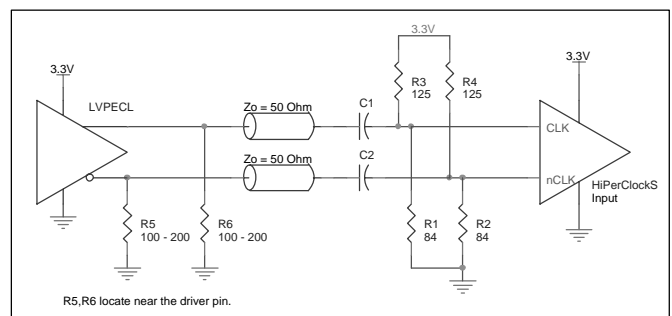 3.3V
3.3V
3.3V
LVPECL
R3
125
R4
125
Zo = 50 Ohm
C1
CLK
Zo = 50 Ohm
C2
nCLK
HiPerClockS
Input
R5
100 - 200
R6
100 - 200
R1
84
R2
84
R5,R6 locate near the driver pin.